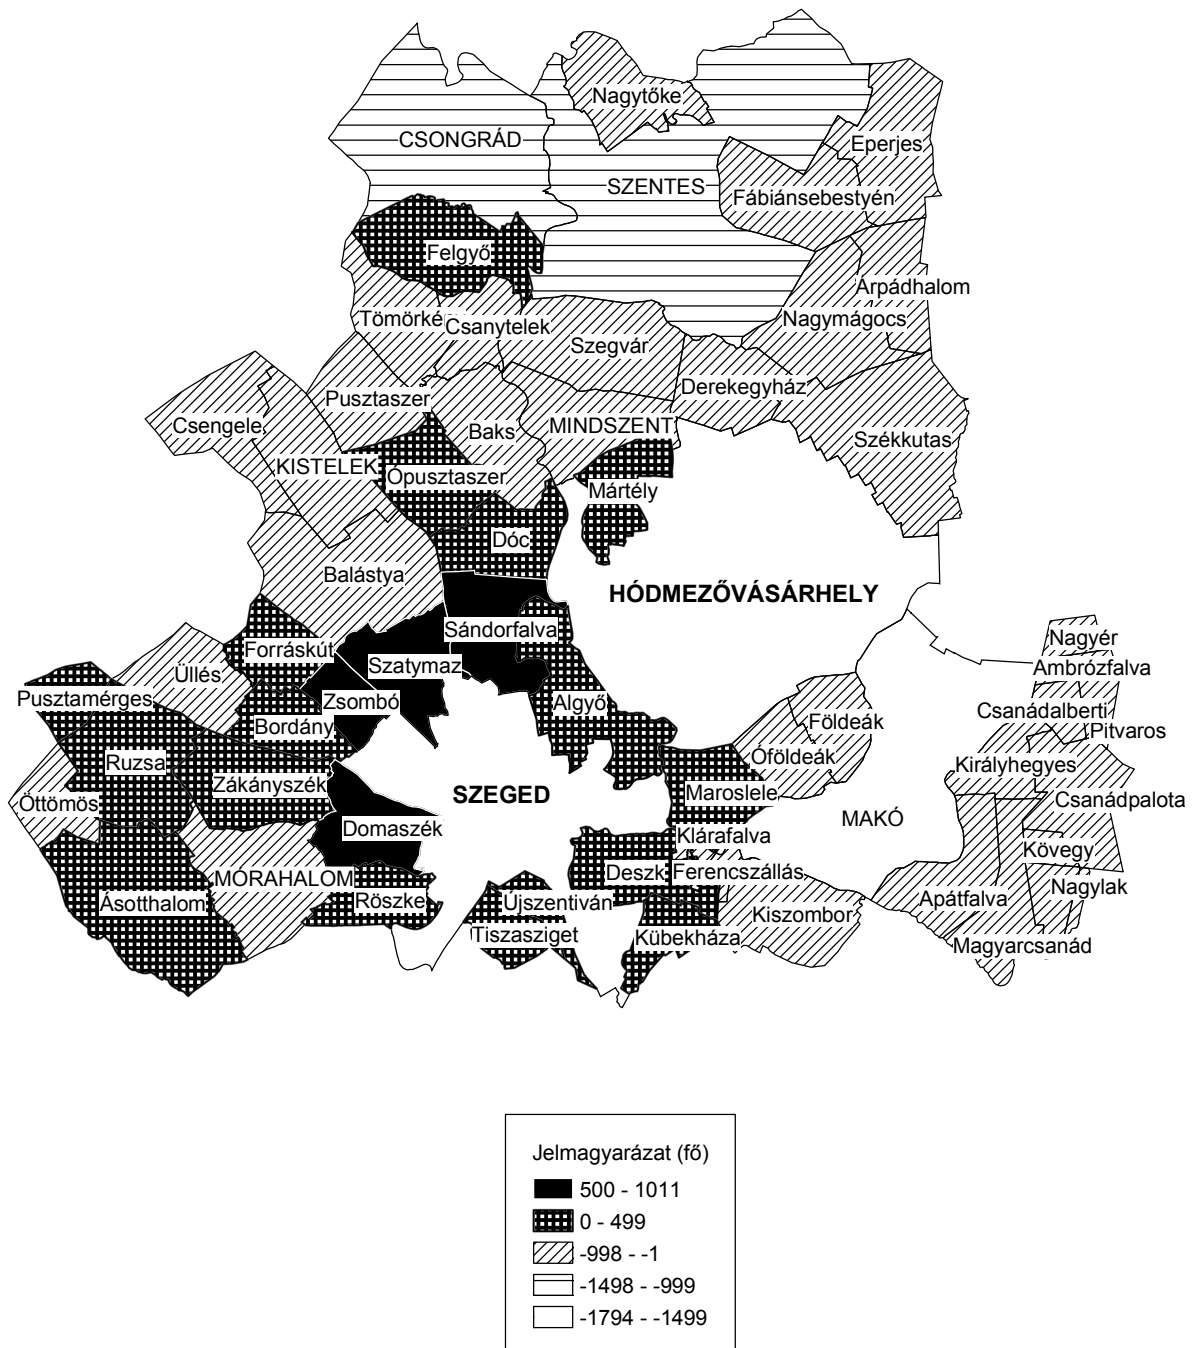 Nagytőke
CSONGRÁD
Eperjes
SZENTES
Fábiánsebestyén
Felgyő
Árpádhalom
Tömörké
Csanytelek
Nagymágocs
Szegvár
Derekegyház
Pusztaszer
Csengele
Baks
MINDSZENT
Székkutas
KISTELEK
Ópusztaszer
Mártély
Dóc
Balástya
HÓDMEZŐVÁSÁRHELY
Sándorfalva
Forráskút
Szatymaz
Nagyér
Üllés
Ambrózfalva
Pusztamérges
Zsombó
Algyő
Földeák
Csanádalberti
Bordány
Pitvaros
Óföldeák
Ruzsa
Királyhegyes
Zákányszék
SZEGED
Maroslele
Öttömös
Csanádpalota
MAKÓ
Domaszék
Klárafalva
Kövegy
MÓRAHALOM
Deszk
Ferencszállás
Nagylak
Ásotthalom
Röszke
Újszentiván
Apátfalva
Kiszombor
Tiszasziget
Kübekháza
Magyarcsanád
Jelmagyarázat (fő)
500 - 1011
0 - 499
-998 - -1
-1498 - -999
-1794 - -1499